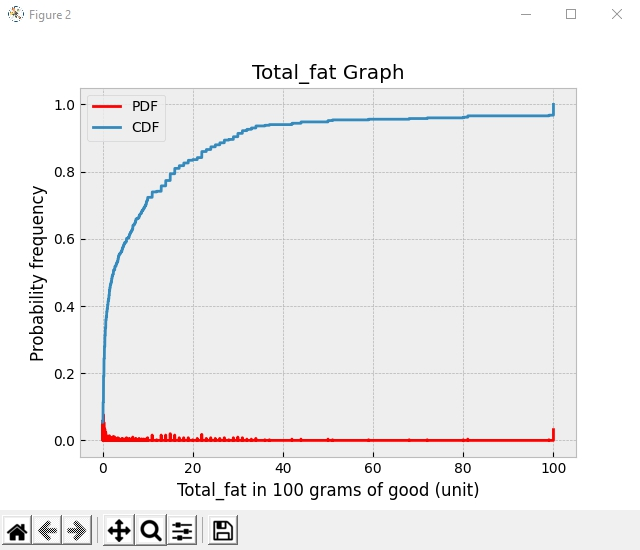 Figure 2
Total_fat Graph
PDF
CDF
1.0
0.8
0.6
0.4
0.2
0.0
Probability frequency
0 20 40 60 80 100
Total_fat in 100 grams of good (unit)